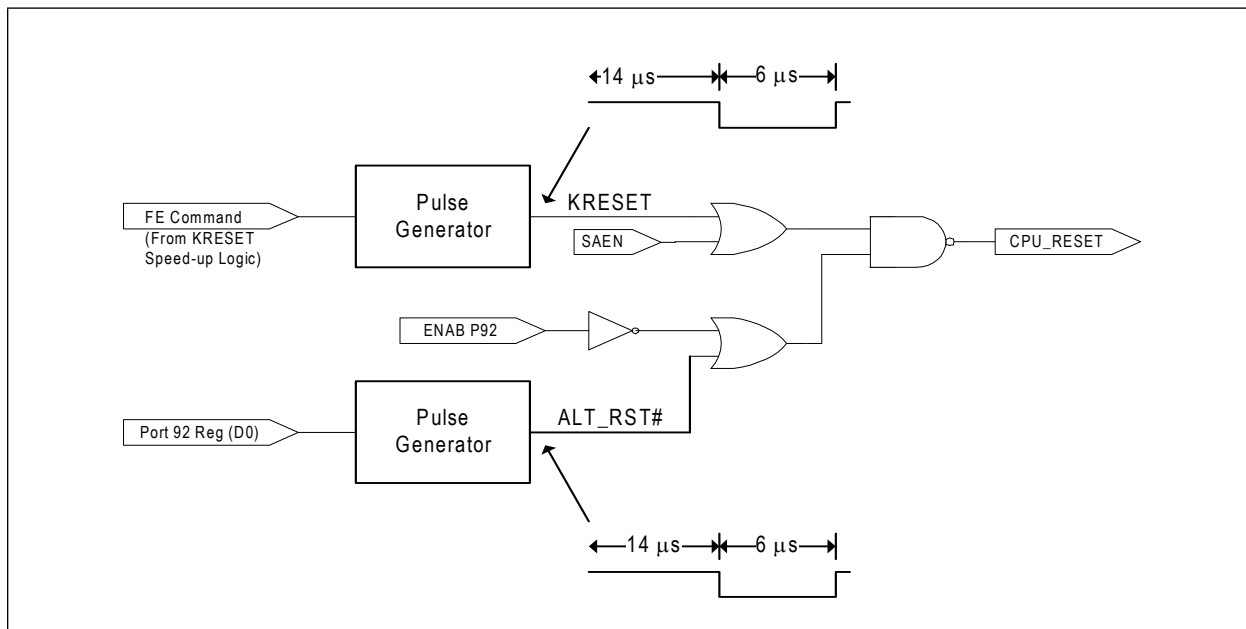 14 μs 6 μs
Pulse
Generator
KRESET
FE Command
(From KRESET
Speed-up Logic)
SAEN
CPU_RESET
ENAB P92
Pulse
Generator
ALT_RST#
Port 92 Reg (D0)
14 μs 6 μs